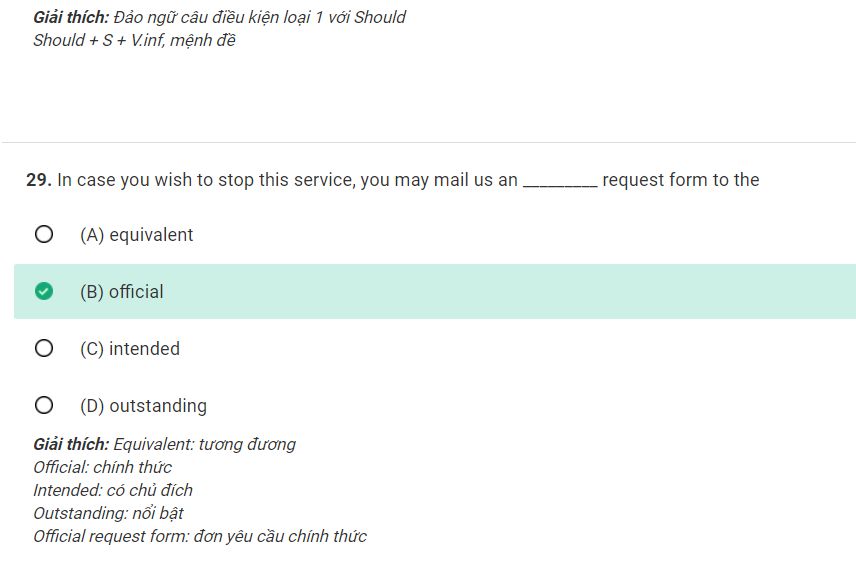 Giải thích: Đảo ngữ câu điều kiện loại 1 với Should
Should + S + V.inf, mệnh đề
29. In case you wish to stop this service, you may mail us an _________ request form to the
(A) equivalent
(B) official
(C) intended
(D) outstanding
Giải thích: Equivalent: tương đương
Official: chính thức
Intended: có chủ đích
Outstanding: nổi bật
Official request form: đơn yêu cầu chính thức